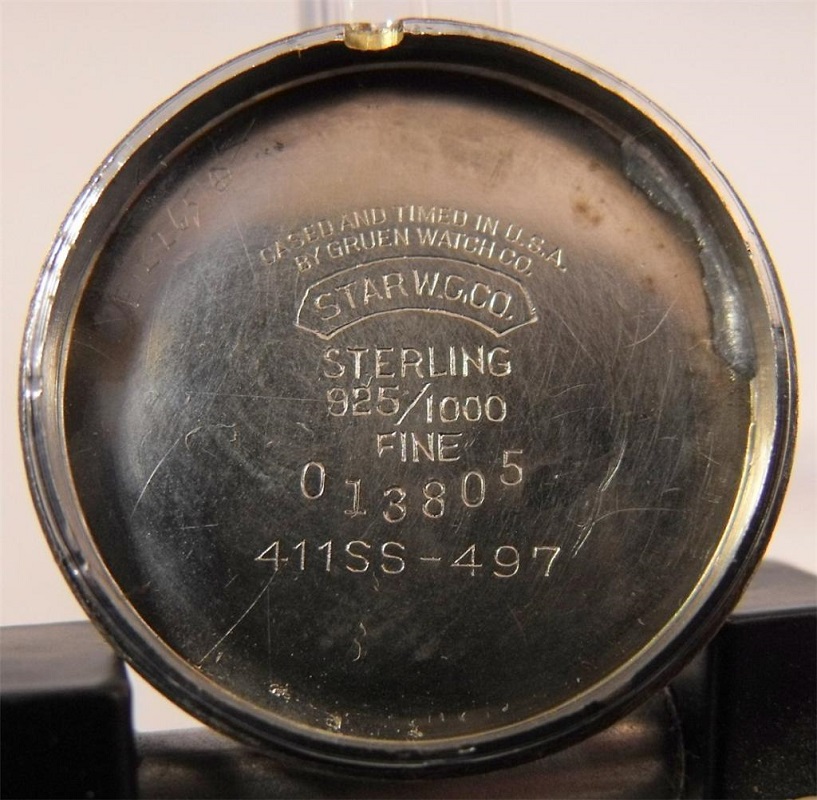 CASED AND TIMED IN U.S.A.
BY GRUEN WATCH CO.
STAR W.C.CO.
STERLING
925/1000
FINE
013805
411SS-497